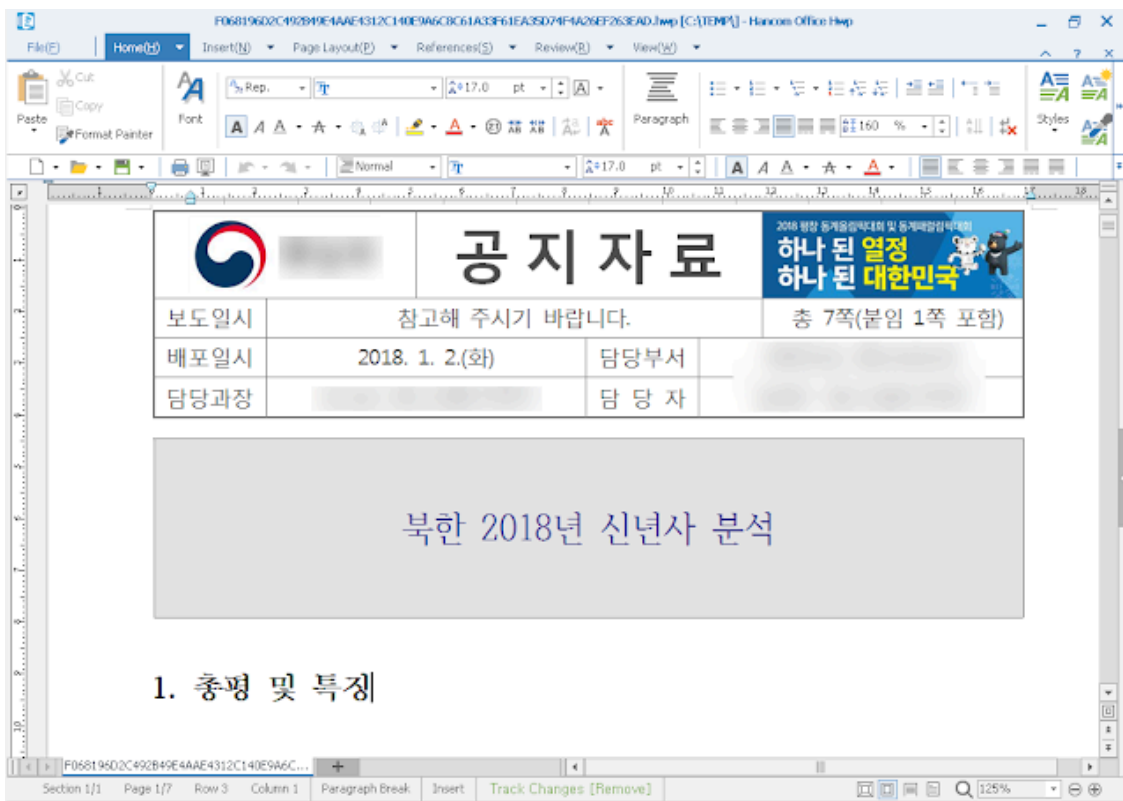 F068196D2C492B49E4AAE4312C140E9A6C8C61A33F61EA35D74F4A26EF263EAD.hwp [C:\TEMP\] - Hancom Office Hwp
File(F) Home(H) Insert(N) Page Layout(P) References(S) Review(R) View(W)
Cut
Copy
Paste
Format Painter
Font
Rep.
17.0 pt
Paragraph
160 %
Styles
Normal
17.0 pt
공 지 자 료
2018 평창 동계올림픽대회 및 동계패럴림픽대회
하나 된 열정
하나 된 대한민국
보도일시 참고해 주시기 바랍니다. 총 7쪽(붙임 1쪽 포함)
배포일시 2018. 1. 2.(화) 담당부서
담당과장 담 당 자
북한 2018년 신년사 분석
1. 총평 및 특징
F068196D2C492B49E4AAE4312C140E9A6C...
Section 1/1 Page 1/7 Row 3 Column 1 Paragraph Break Insert Track Changes [Remove] 125%